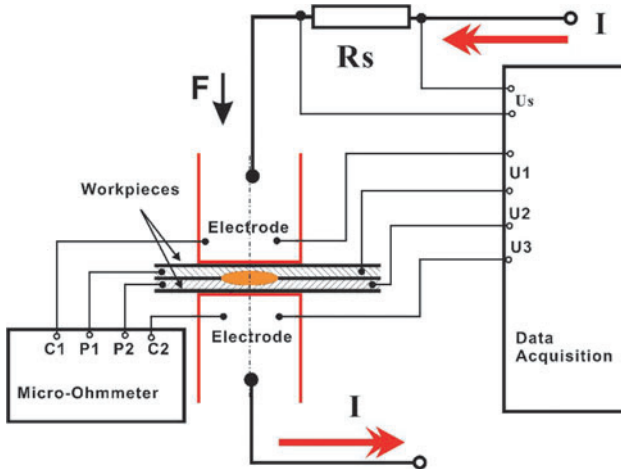 I
Rs
F
Us
U1
Workpieces
U2
Electrode
U3
C1 P1 P2 C2
Electrode
Data
Acquisition
Micro-Ohmmeter
I